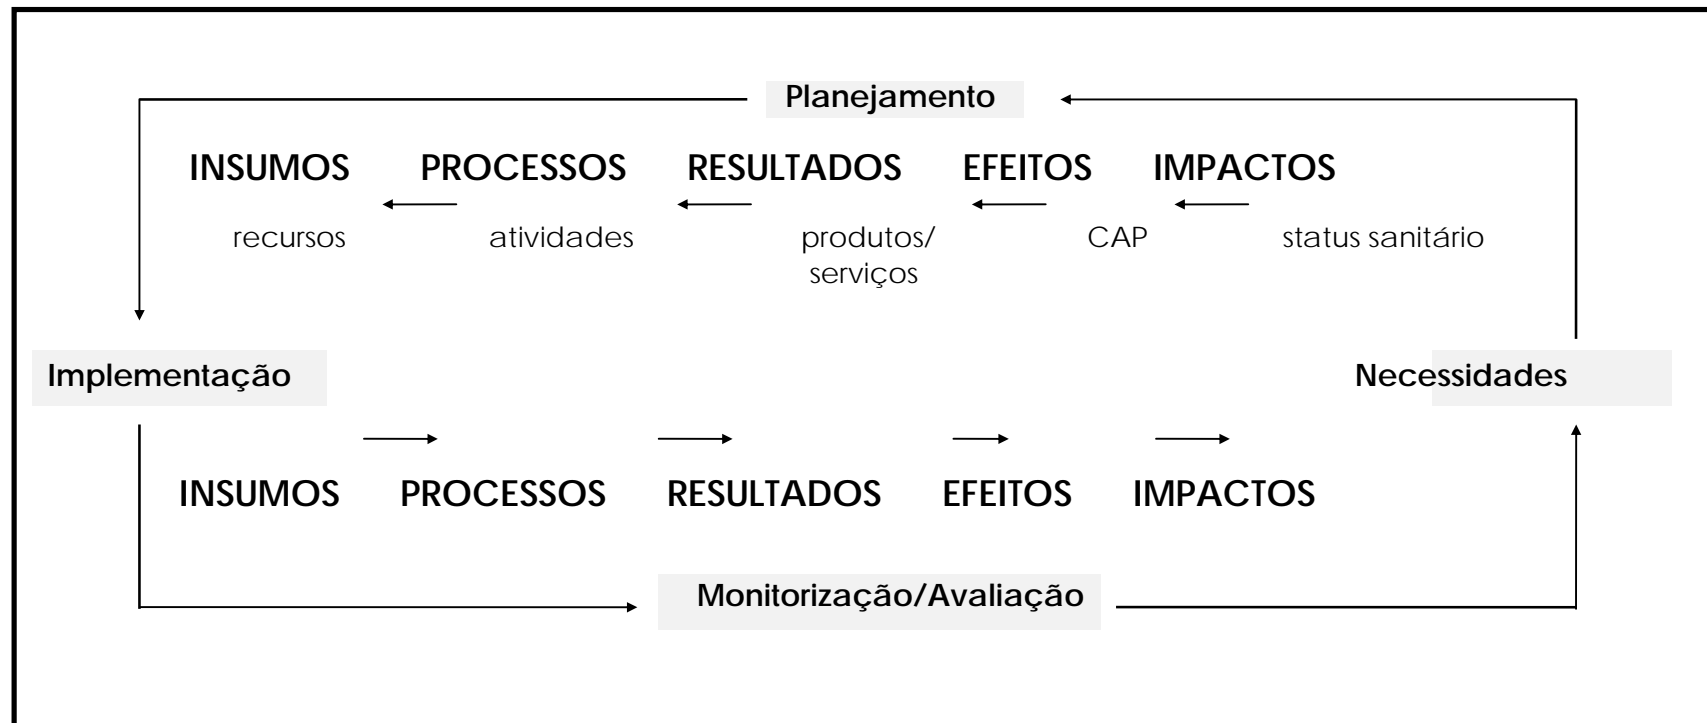 Planejamento
INSUMOS PROCESSOS RESULTADOS EFEITOS IMPACTOS
recursos atividades produtos/ CAP status sanitário
serviços
Implementação Necessidades
INSUMOS PROCESSOS RESULTADOS EFEITOS IMPACTOS
Monitorização/Avaliação